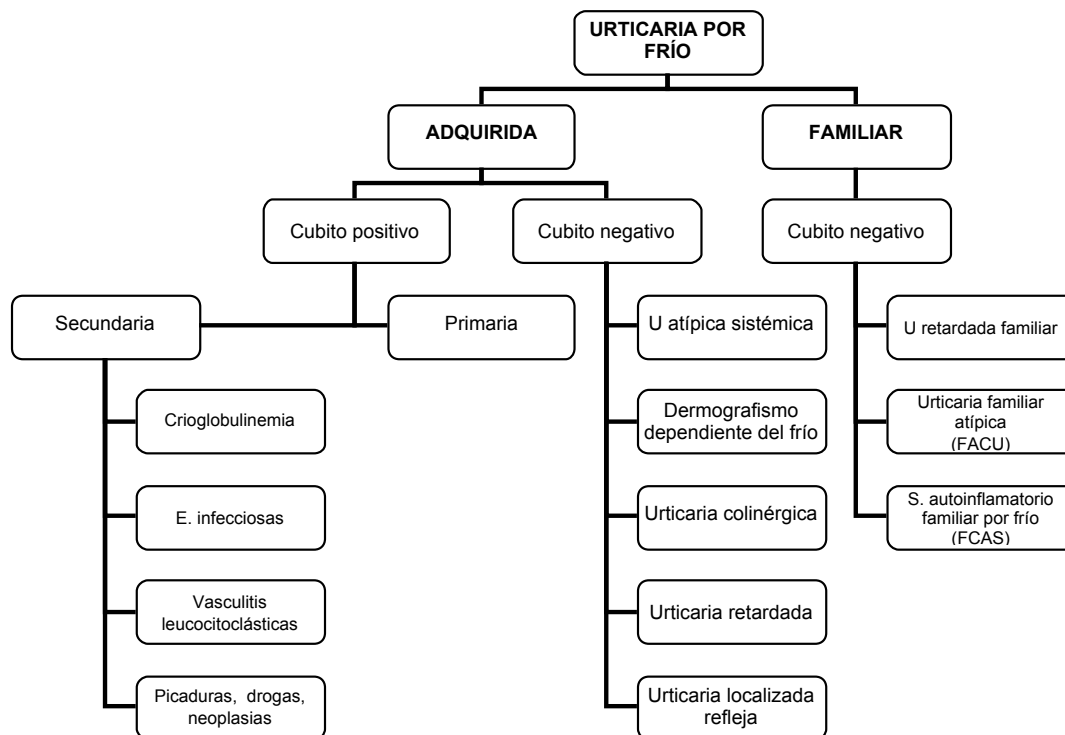 URTICARIA POR
FRÍO
ADQUIRIDA
FAMILIAR
Cubito positivo
Cubito negativo
Cubito negativo
Secundaria
Primaria
U atípica sistémica
U retardada familiar
Crioglobulinemia
Dermografismo
dependiente del frío
Urticaria familiar
atípica
(FACU)
E. infecciosas
Urticaria colinérgica
S. autoinflamatorio
familiar por frío
(FCAS)
Vasculitis
leucocitoclásticas
Urticaria retardada
Picaduras, drogas,
neoplasias
Urticaria localizada
refleja